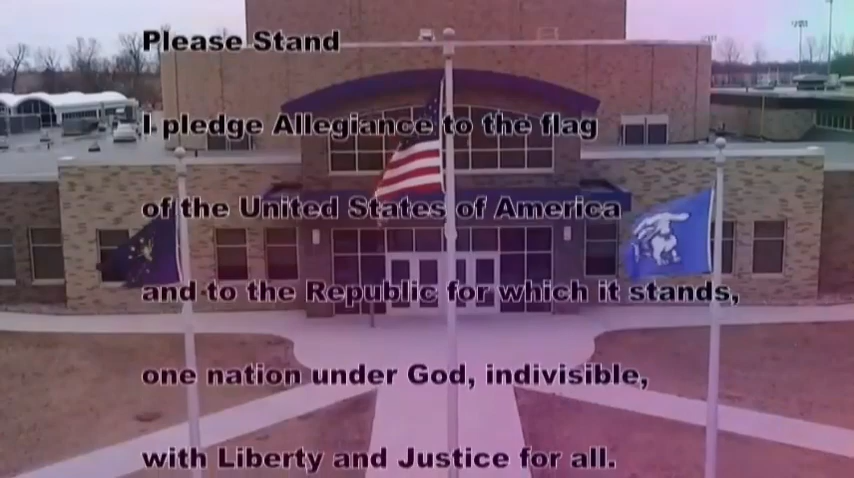 Please Stand
I pledge Allegiance to the flag
of the United States of America
and to the Republic for which it stands,
one nation under God, indivisible,
with Liberty and Justice for all.